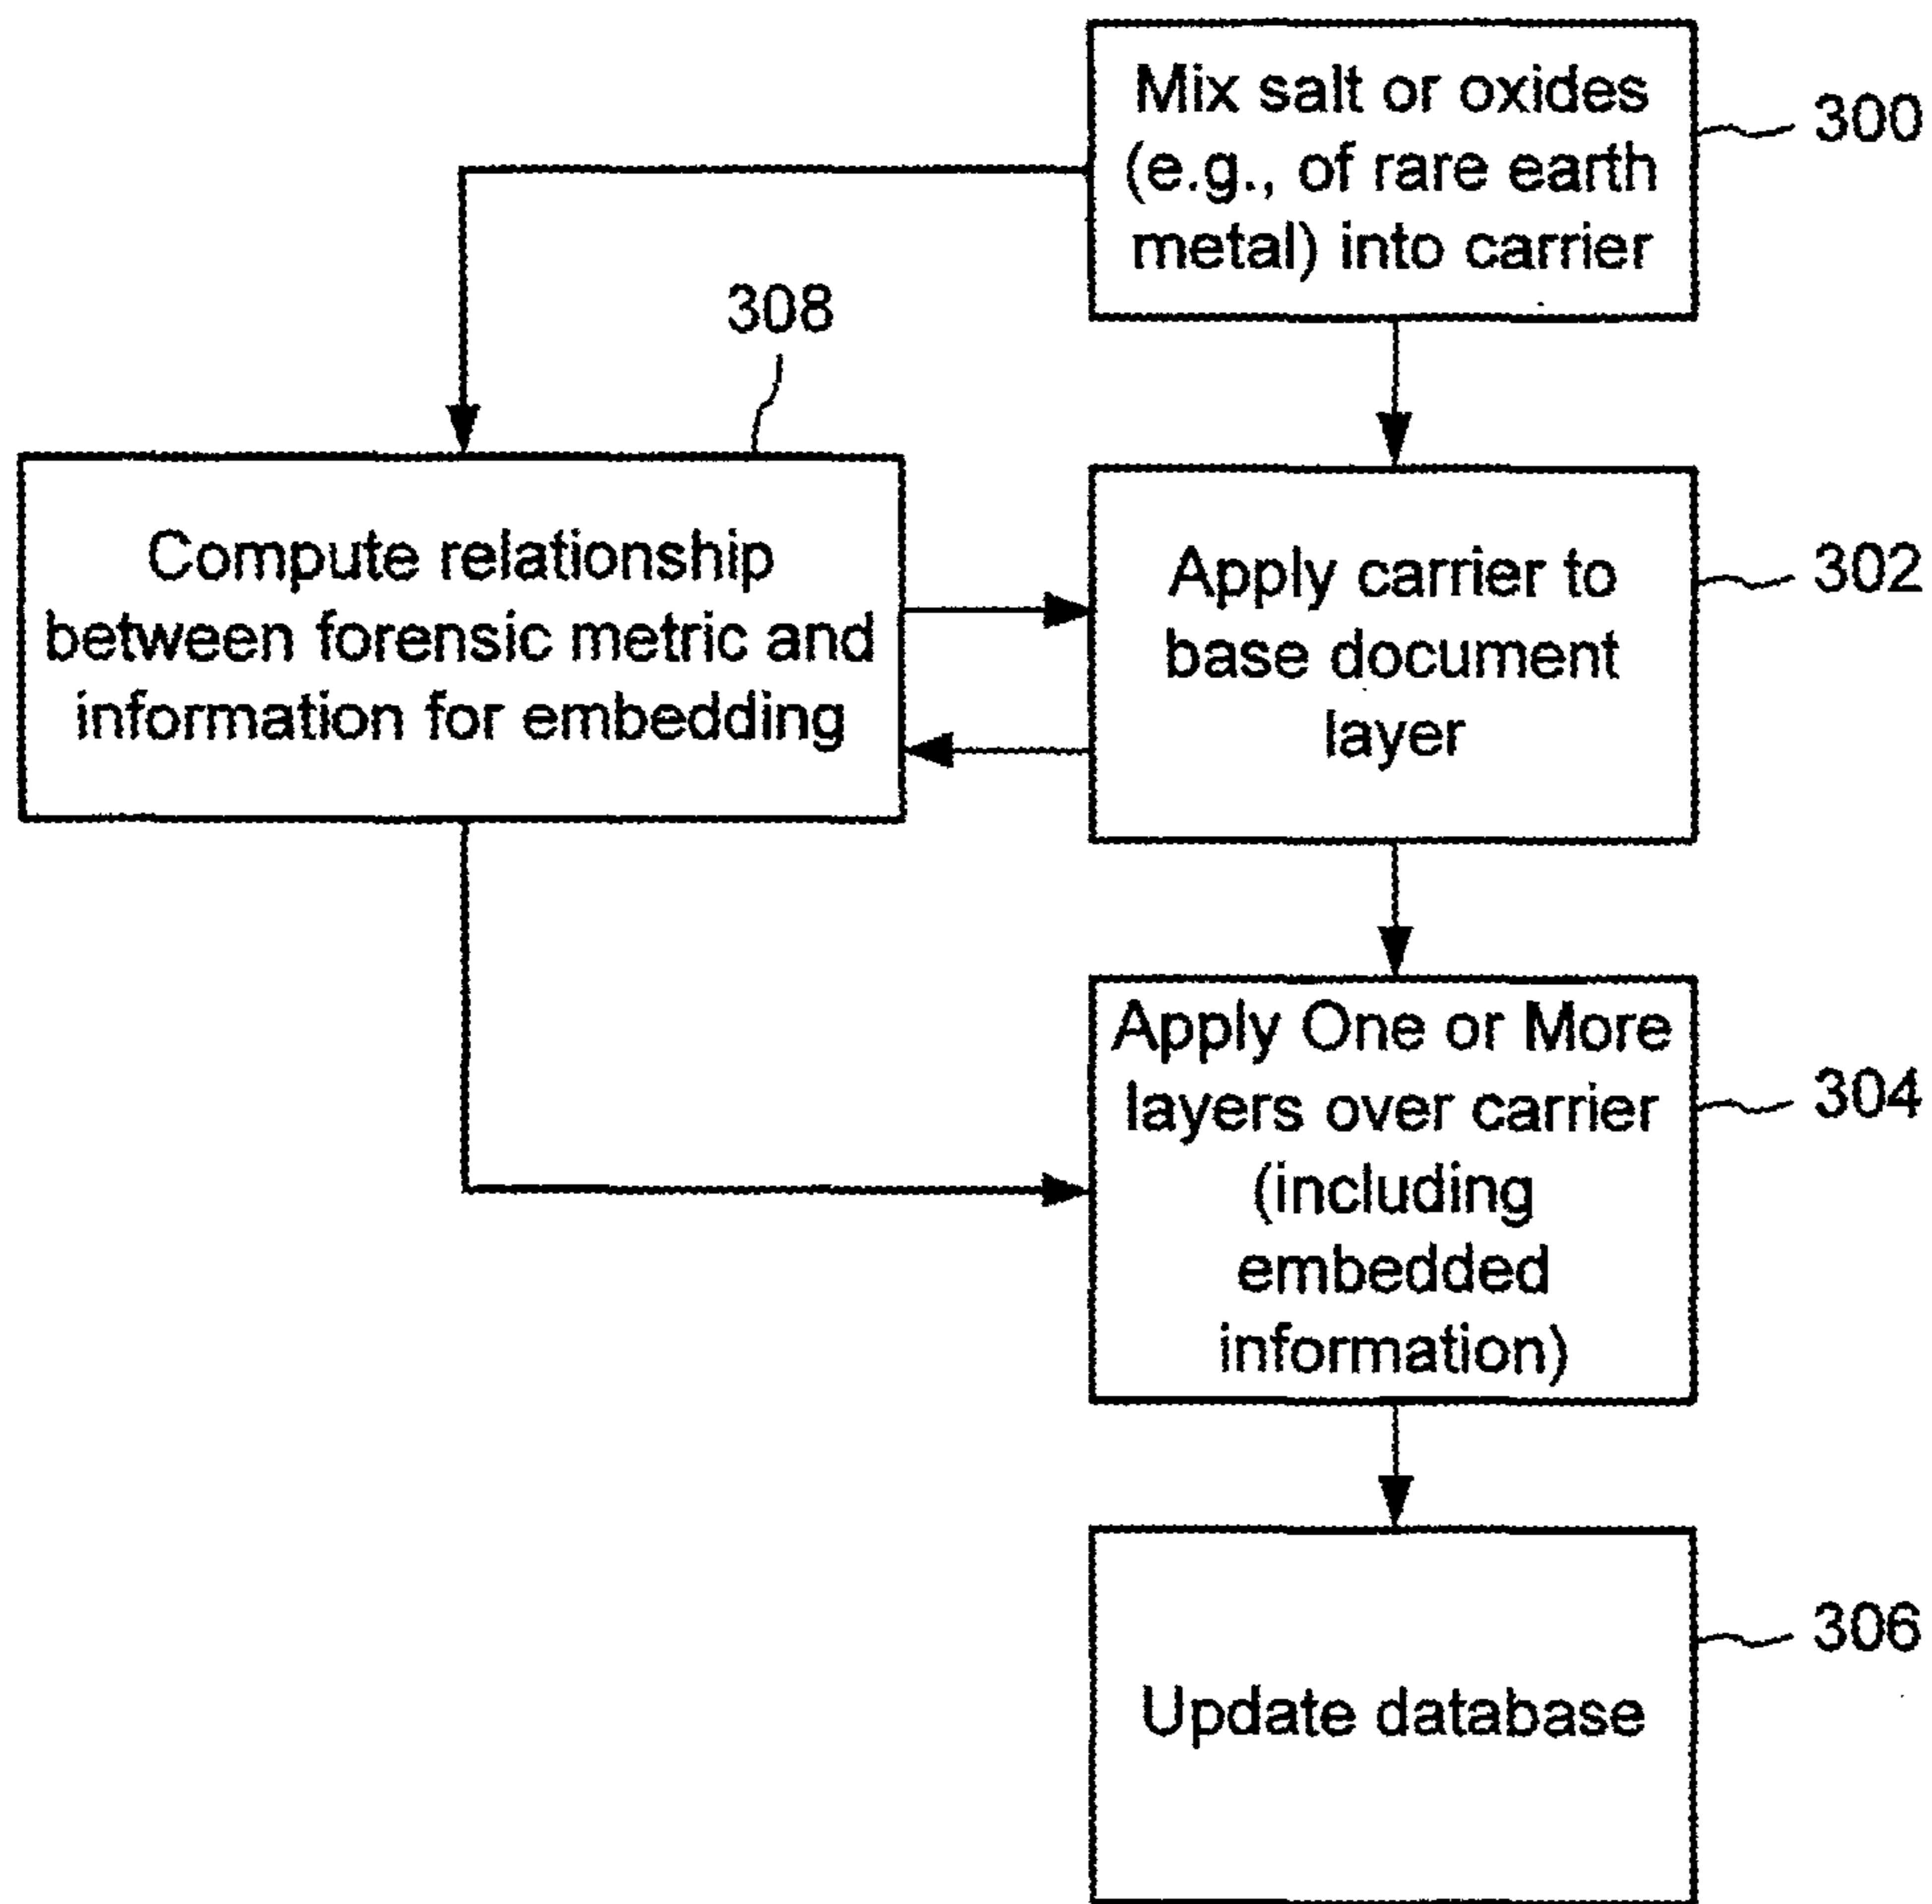 Mix salt or oxides
(e.g., of rare earth
metal) into carrier
300
308
Compute relationship
between forensic metric and
information for embedding
Apply carrier to
base document
layer
302
Apply One or More
layers over carrier
(including
embedded
information)
304
Update database
306